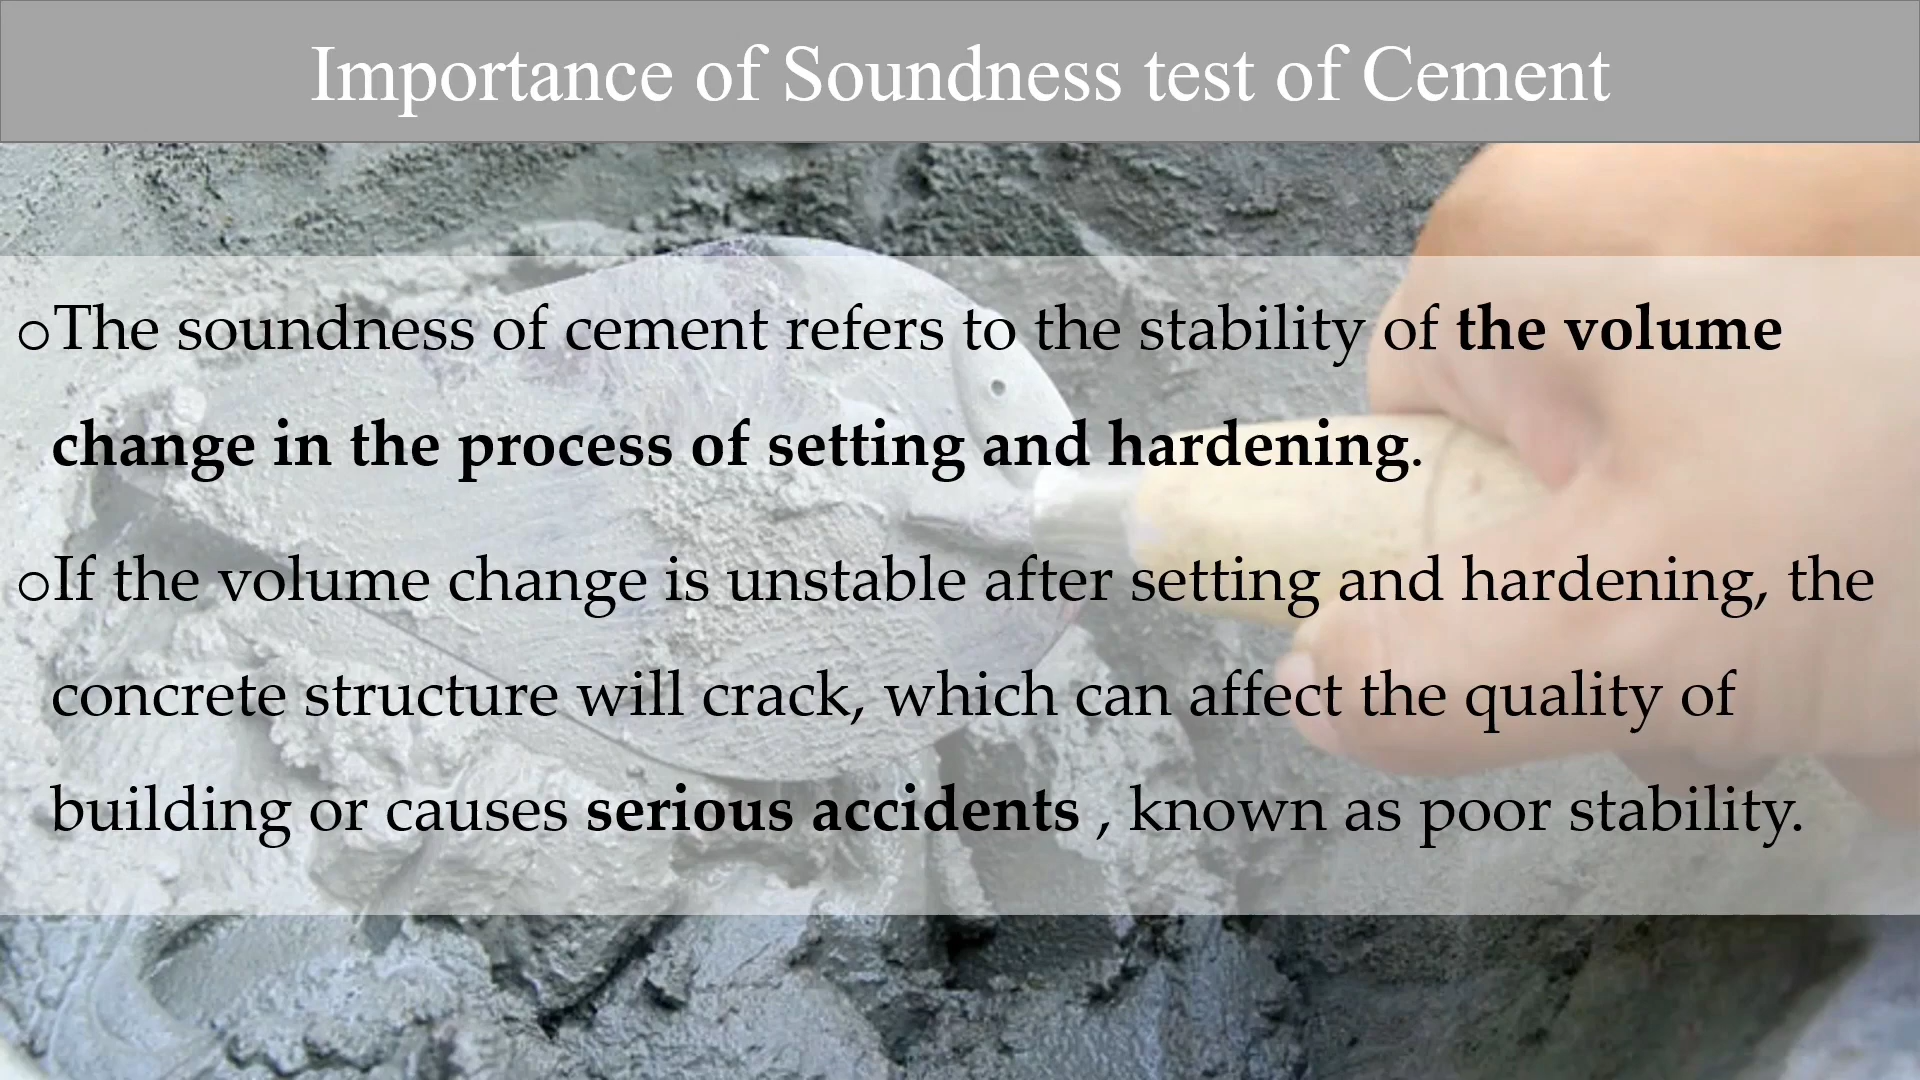 Importance of Soundness test of Cement
○The soundness of cement refers to the stability of the volume
change in the process of setting and hardening.
○If the volume change is unstable after setting and hardening, the
concrete structure will crack, which can affect the quality of
building or causes serious accidents , known as poor stability.